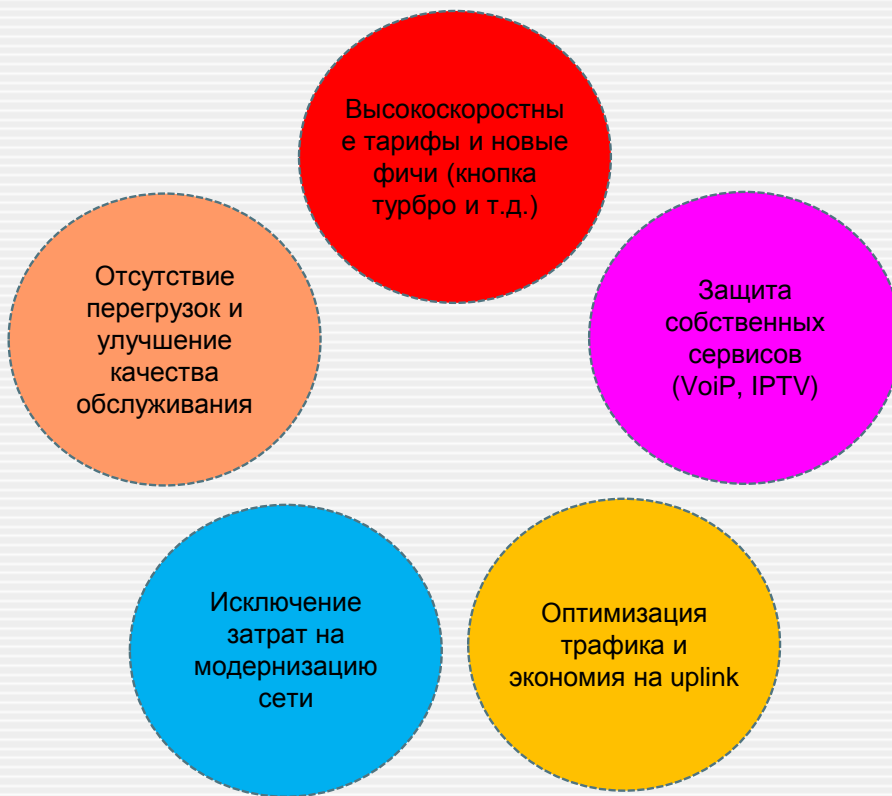 Высокоскоростны
е тарифы и новые
фичи (кнопка
турбро и т.д.)
Отсутствие
перегрузок и
улучшение
качества
обслуживания
Защита
собственных
сервисов
(VoiP, IPTV)
Исключение
затрат на
модернизацию
сети
Оптимизация
трафика и
экономия на uplink